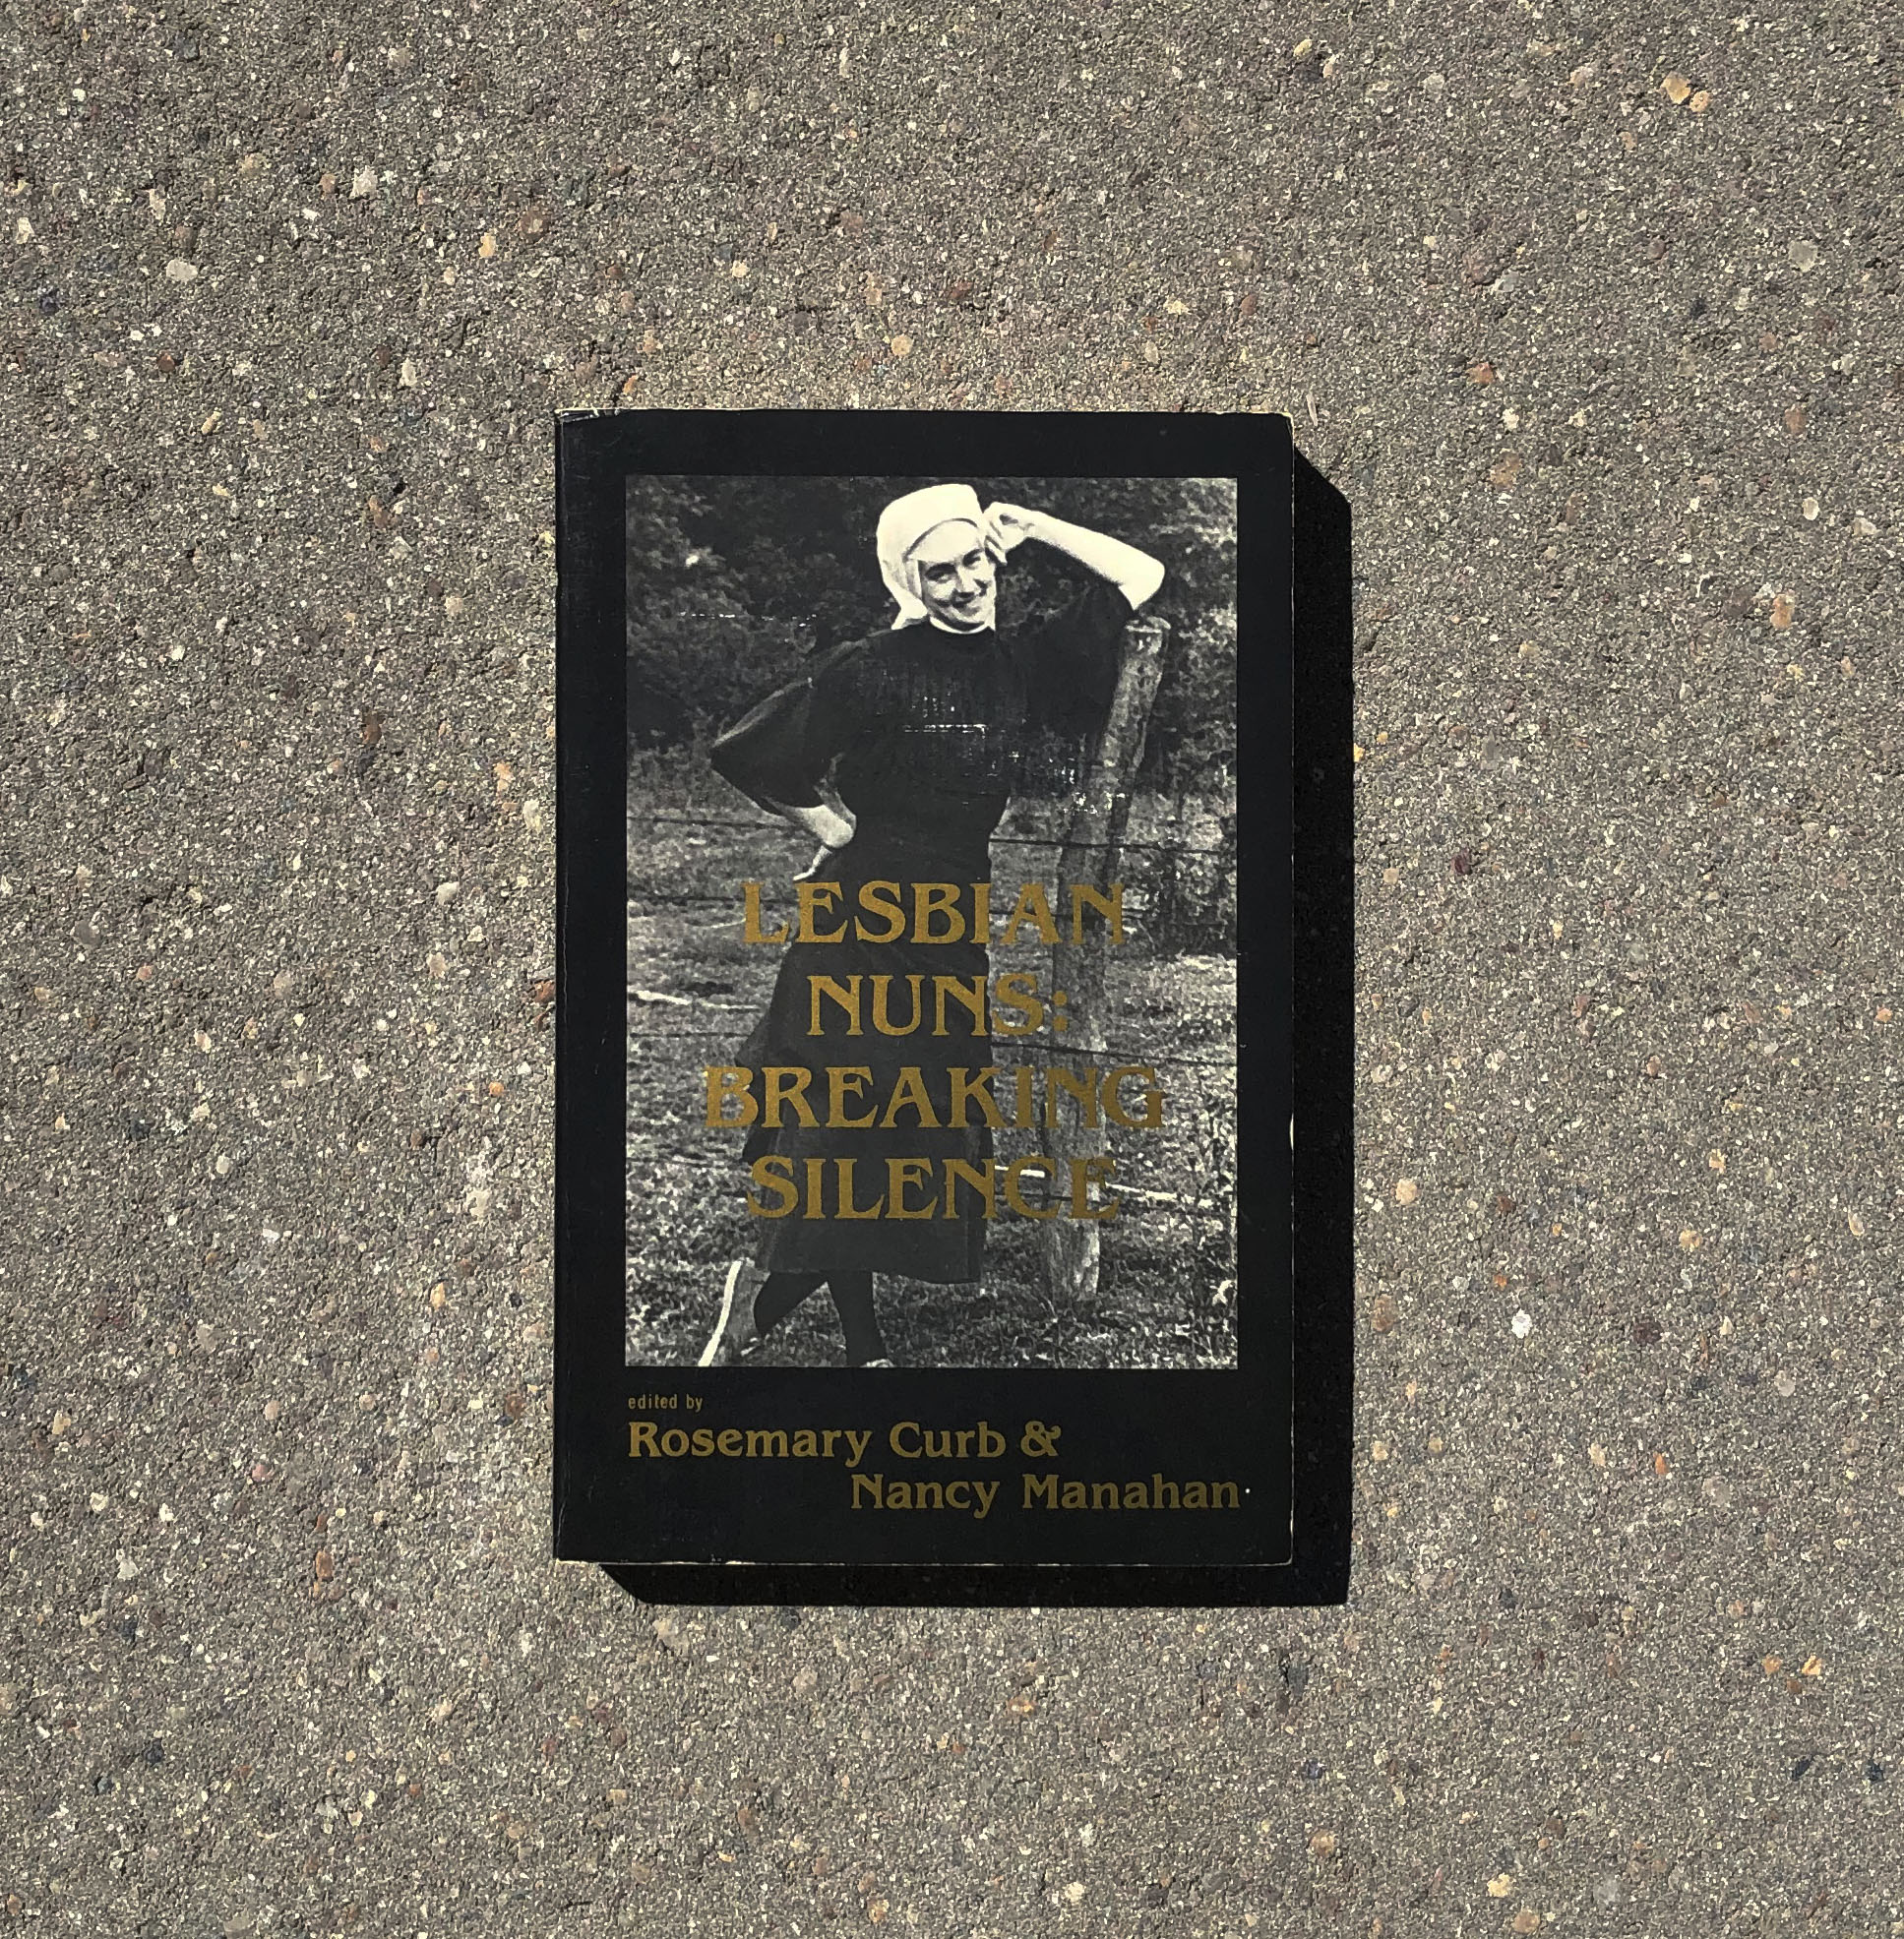 LESBIAN
NUNS:
BREAKING
SILENCE
edited by
Rosemary Curb &
Nancy Manahan